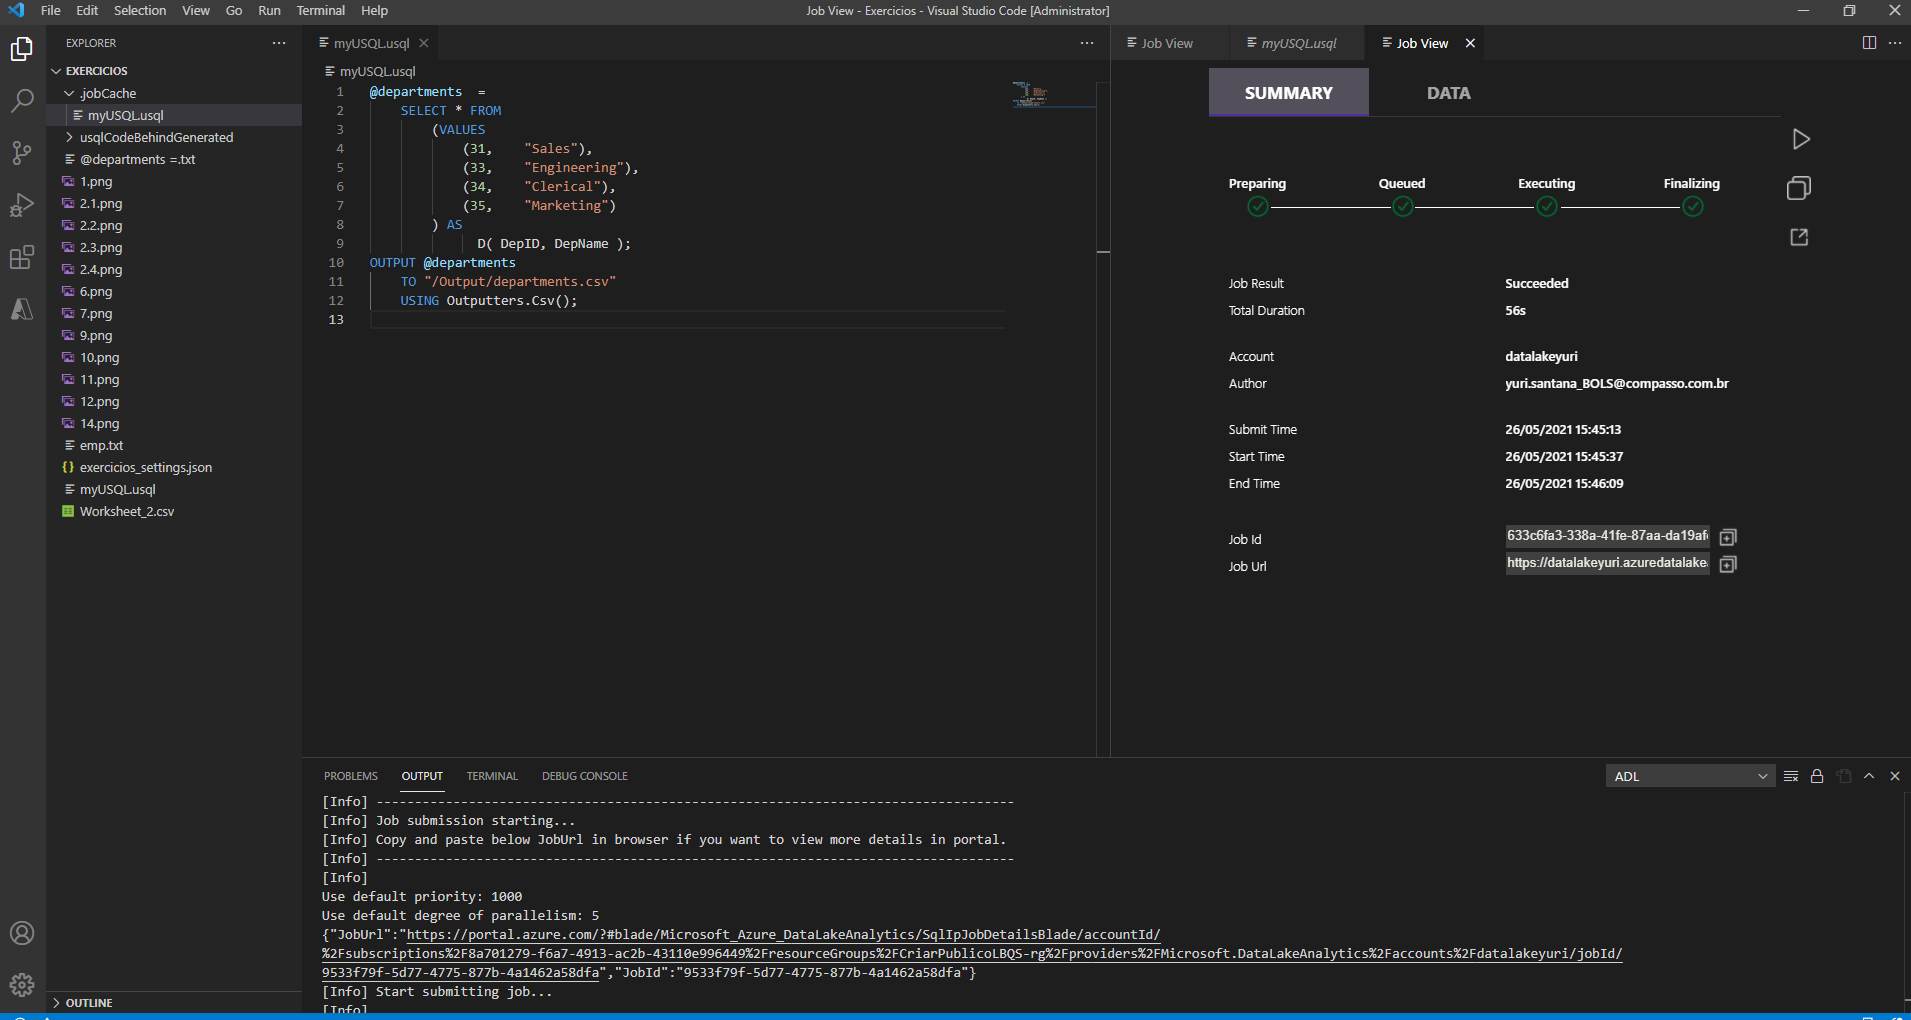 File Edit Selection View Go Run Terminal Help
Job View - Exercicios - Visual Studio Code [Administrator]
EXPLORER
EXERCICIOS
.jobCache
myUSQL.usql
usqlCodeBehindGenerated
@departments =.txt
1.png
2.1.png
2.2.png
2.3.png
2.4.png
6.png
7.png
9.png
10.png
11.png
12.png
14.png
emp.txt
{} exercicios_settings.json
myUSQL.usql
Worksheet_2.csv
OUTLINE
myUSQL.usql
myUSQL.usql
1 @departments =
2 SELECT * FROM
3 (VALUES
4 (31, "Sales"),
5 (33, "Engineering"),
6 (34, "Clerical"),
7 (35, "Marketing")
8 ) AS
9 D( DepID, DepName );
10 OUTPUT @departments
11 TO "/Output/departments.csv"
12 USING Outputters.Csv();
13
Job View myUSQL.usql Job View
SUMMARY DATA
Preparing Queued Executing Finalizing
Job Result Succeeded
Total Duration 56s
Account datalakeyuri
Author yuri.santana_BOLS@compasso.com.br
Submit Time 26/05/2021 15:45:13
Start Time 26/05/2021 15:45:37
End Time 26/05/2021 15:46:09
Job Id 633c6fa3-338a-41fe-87aa-da19af
Job Url https://datalakeyuri.azuredatalake
PROBLEMS OUTPUT TERMINAL DEBUG CONSOLE
ADL
[Info] -----------------------------------------------------------------------------------
[Info] Job submission starting...
[Info] Copy and paste below JobUrl in browser if you want to view more details in portal.
[Info] -----------------------------------------------------------------------------------
[Info]
Use default priority: 1000
Use default degree of parallelism: 5
{"JobUrl":"https://portal.azure.com/?#blade/Microsoft_Azure_DataLakeAnalytics/SqlIpJobDetailsBlade/accountId/
%2Fsubscriptions%2F8a701279-f6a7-4913-ac2b-43110e996449%2FresourceGroups%2FCriarPublicoLBQS-rg%2Fproviders%2FMicrosoft.DataLakeAnalytics%2Faccounts%2Fdatalakeyuri/jobId/
9533f79f-5d77-4775-877b-4a1462a58dfa","JobId":"9533f79f-5d77-4775-877b-4a1462a58dfa"}
[Info] Start submitting job...
[Info]